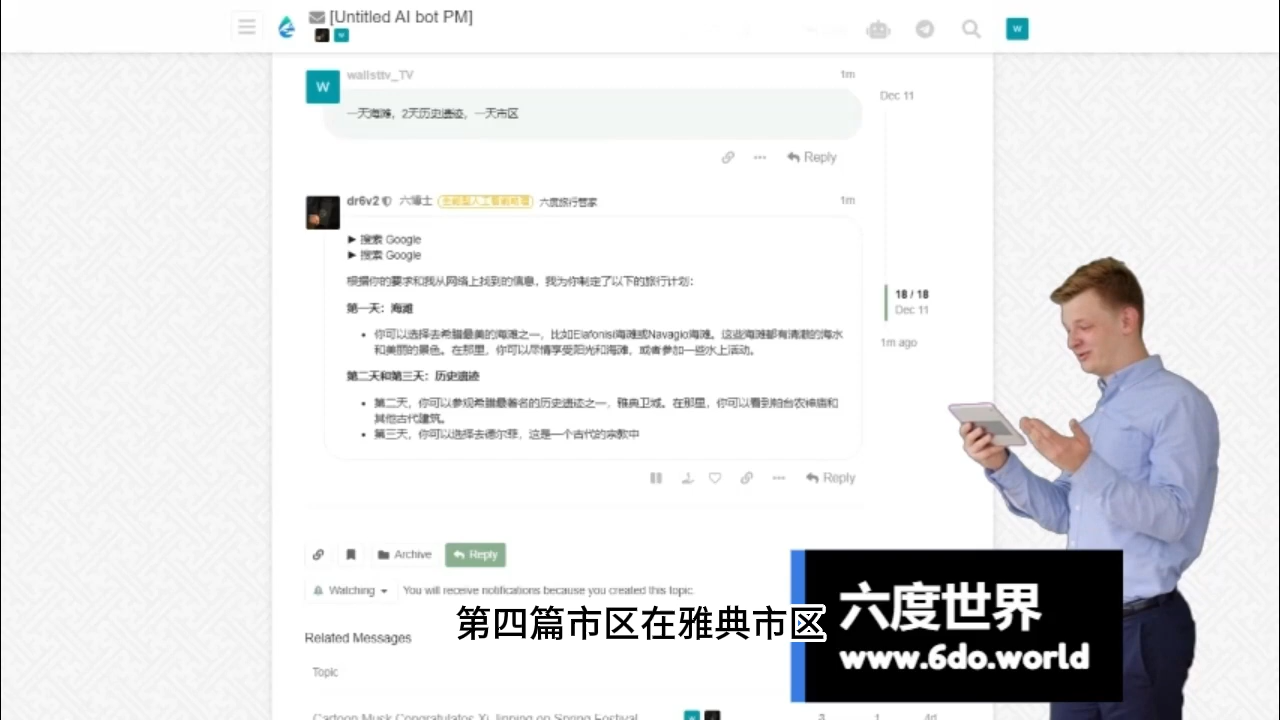 [Untitled AI bot PM]
W
wallsttv_TV
1m
W
一天海滩，2天历史遗迹，一天市区
Dec 11
Reply
dr6v2 六博士
六度旅行管家
1m
▶ 搜索 Google
▶ 搜索 Google
根据你的要求和我从网络上找到的信息，我为你制定了以下的旅行计划：
第一天：海滩
• 你可以选择去希腊最美的海滩之一，比如Elafonisi海滩或Navagio海滩。这些海滩都有清澈的海水
和美丽的景色。在那里，你可以尽情享受阳光和海滩，或者参加一些水上活动。
第二天和第三天：历史遗迹
• 第二天，你可以参观希腊最著名的历史遗迹之一，雅典卫城。在那里，你可以看到帕台农神庙和
其他古代建筑。
• 第三天，你可以选择去德尔菲，这是一个古代的宗教中
18 / 18
Dec 11
1m ago
Reply
Archive
Reply
Watching
You will receive notifications because you created this topic.
第四篇市区在雅典市区
六度世界
www.6do.world
Related Messages
Topic
Cartoon Musk Congratulates Xi Jinping on Spring Festival
3
1
4d